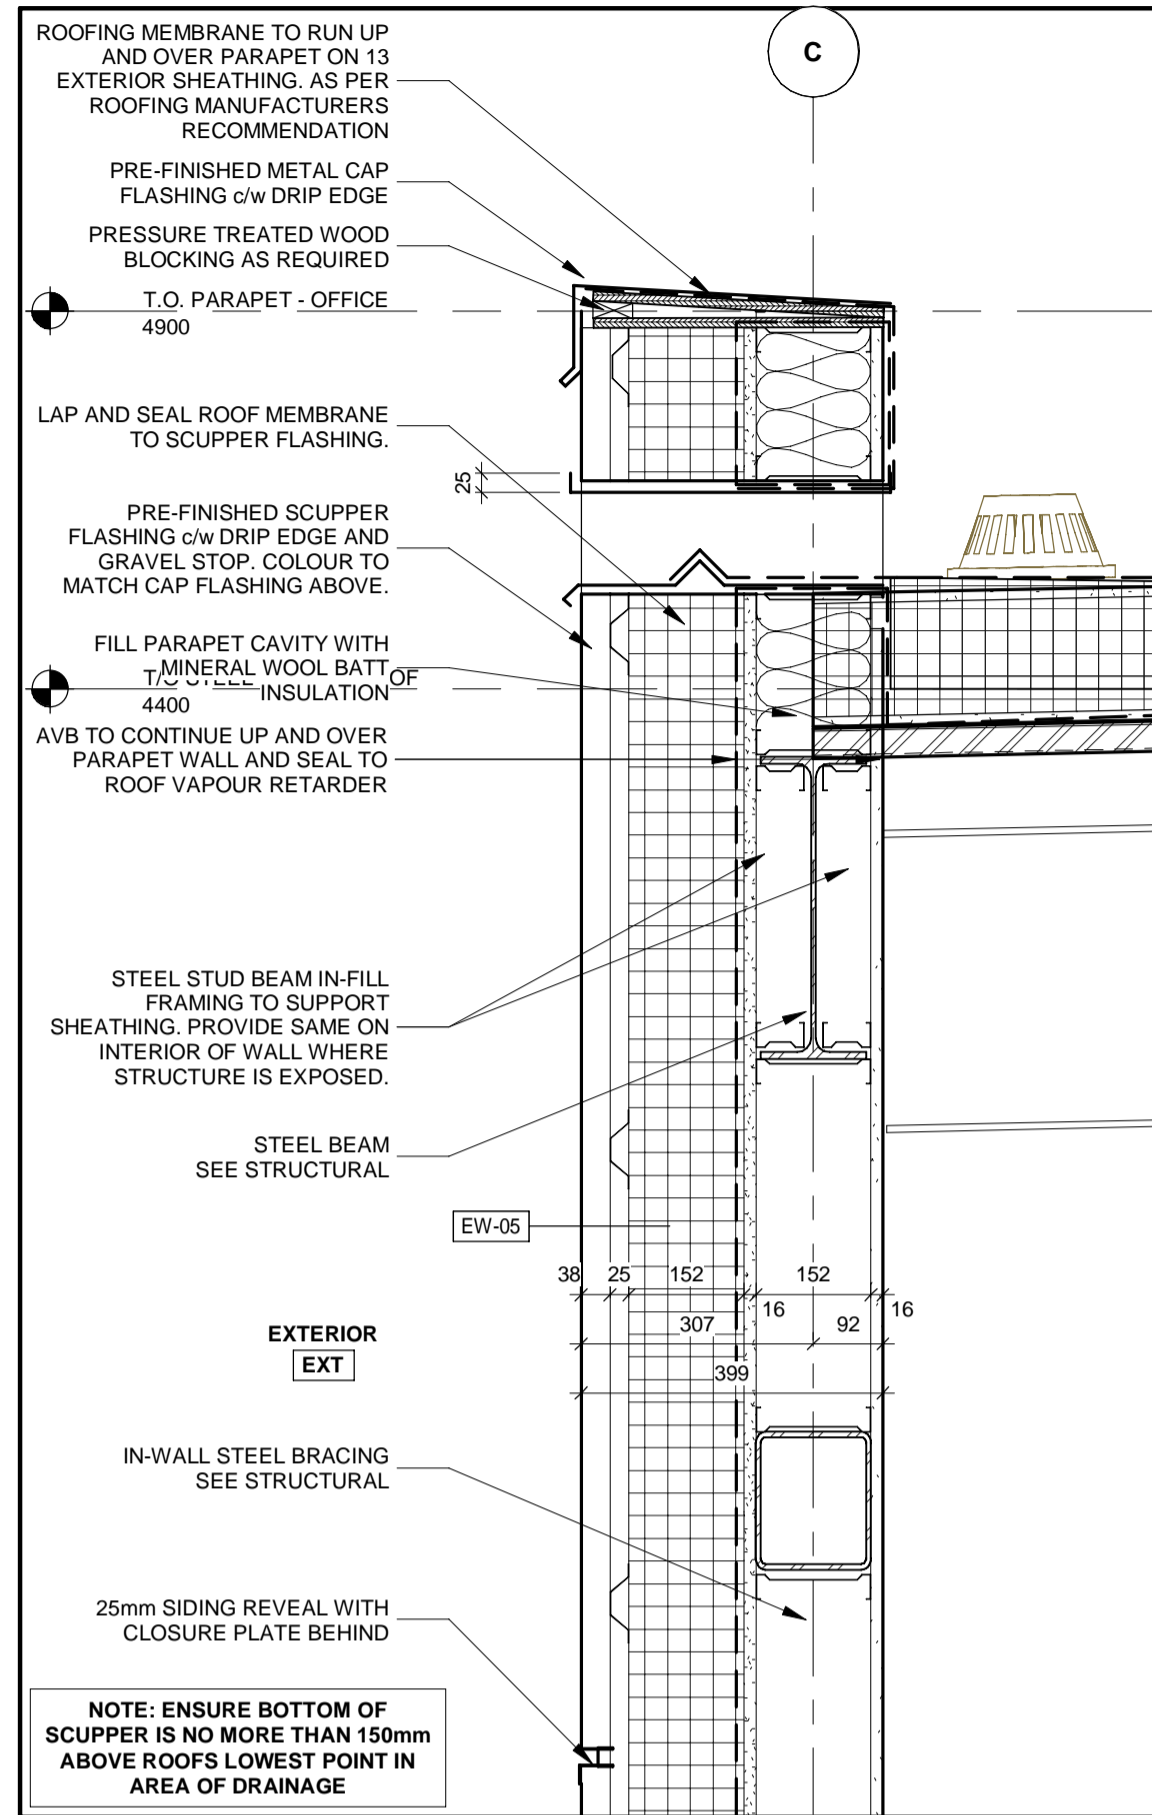 ROOFING MEMBRANE TO RUN UP
AND OVER PARAPET ON 13
EXTERIOR SHEATHING. AS PER
ROOFING MANUFACTURERS
RECOMMENDATION
C
PRE-FINISHED METAL CAP
FLASHING c/w DRIP EDGE
PRESSURE TREATED WOOD
BLOCKING AS REQUIRED
T.O. PARAPET - OFFICE
4900
LAP AND SEAL ROOF MEMBRANE
TO SCUPPER FLASHING.
25
PRE-FINISHED SCUPPER
FLASHING c/w DRIP EDGE AND
GRAVEL STOP. COLOUR TO
MATCH CAP FLASHING ABOVE.
FILL PARAPET CAVITY WITH
MINERAL WOOL BATT
INSULATION
4400
AVB TO CONTINUE UP AND OVER
PARAPET WALL AND SEAL TO
ROOF VAPOUR RETARDER
STEEL STUD BEAM IN-FILL
FRAMING TO SUPPORT
SHEATHING. PROVIDE SAME ON
INTERIOR OF WALL WHERE
STRUCTURE IS EXPOSED.
STEEL BEAM
SEE STRUCTURAL
EW-05
38 25 152 152
16 16
307 92
399
EXTERIOR
EXT
IN-WALL STEEL BRACING
SEE STRUCTURAL
25mm SIDING REVEAL WITH
CLOSURE PLATE BEHIND
NOTE: ENSURE BOTTOM OF
SCUPPER IS NO MORE THAN 150mm
ABOVE ROOFS LOWEST POINT IN
AREA OF DRAINAGE